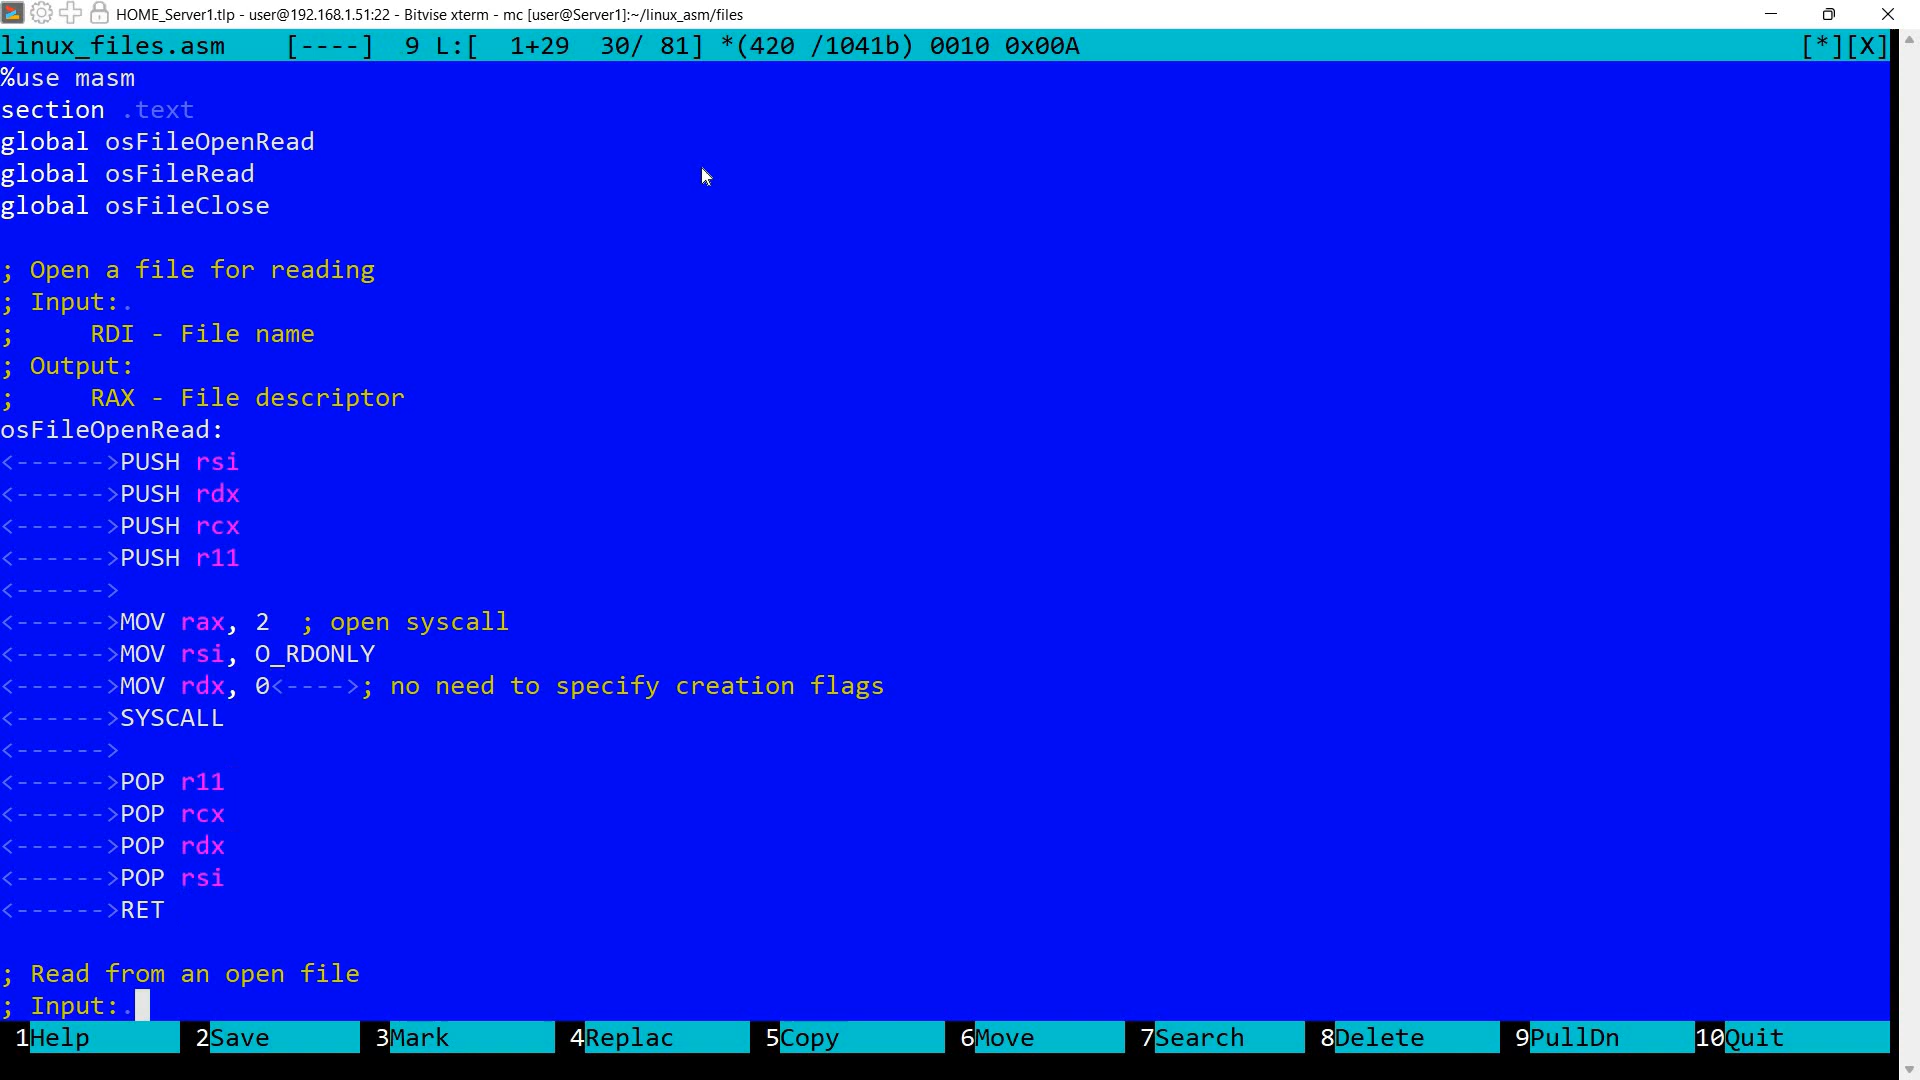 HOME_Server1.tlp - user@192.168.1.51:22 - Bitvise xterm - mc [user@Server1]:~/linux_asm/files
linux_files.asm    [----]  9 L:[  1+29  30/ 81] *(420 /1041b) 0010 0x00A    [*][X]
%use masm
section .text
global osFileOpenRead
global osFileRead
global osFileClose

; Open a file for reading
; Input:.
;     RDI - File name
; Output:
;     RAX - File descriptor
osFileOpenRead:
<------>PUSH rsi
<------>PUSH rdx
<------>PUSH rcx
<------>PUSH r11
<------>
<------>MOV rax, 2  ; open syscall
<------>MOV rsi, O_RDONLY
<------>MOV rdx, 0<---->; no need to specify creation flags
<------>SYSCALL
<------>
<------>POP r11
<------>POP rcx
<------>POP rdx
<------>POP rsi
<------>RET

; Read from an open file
; Input:.
1Help 2Save 3Mark 4Replac 5Copy 6Move 7Search 8Delete 9PullDn 10Quit